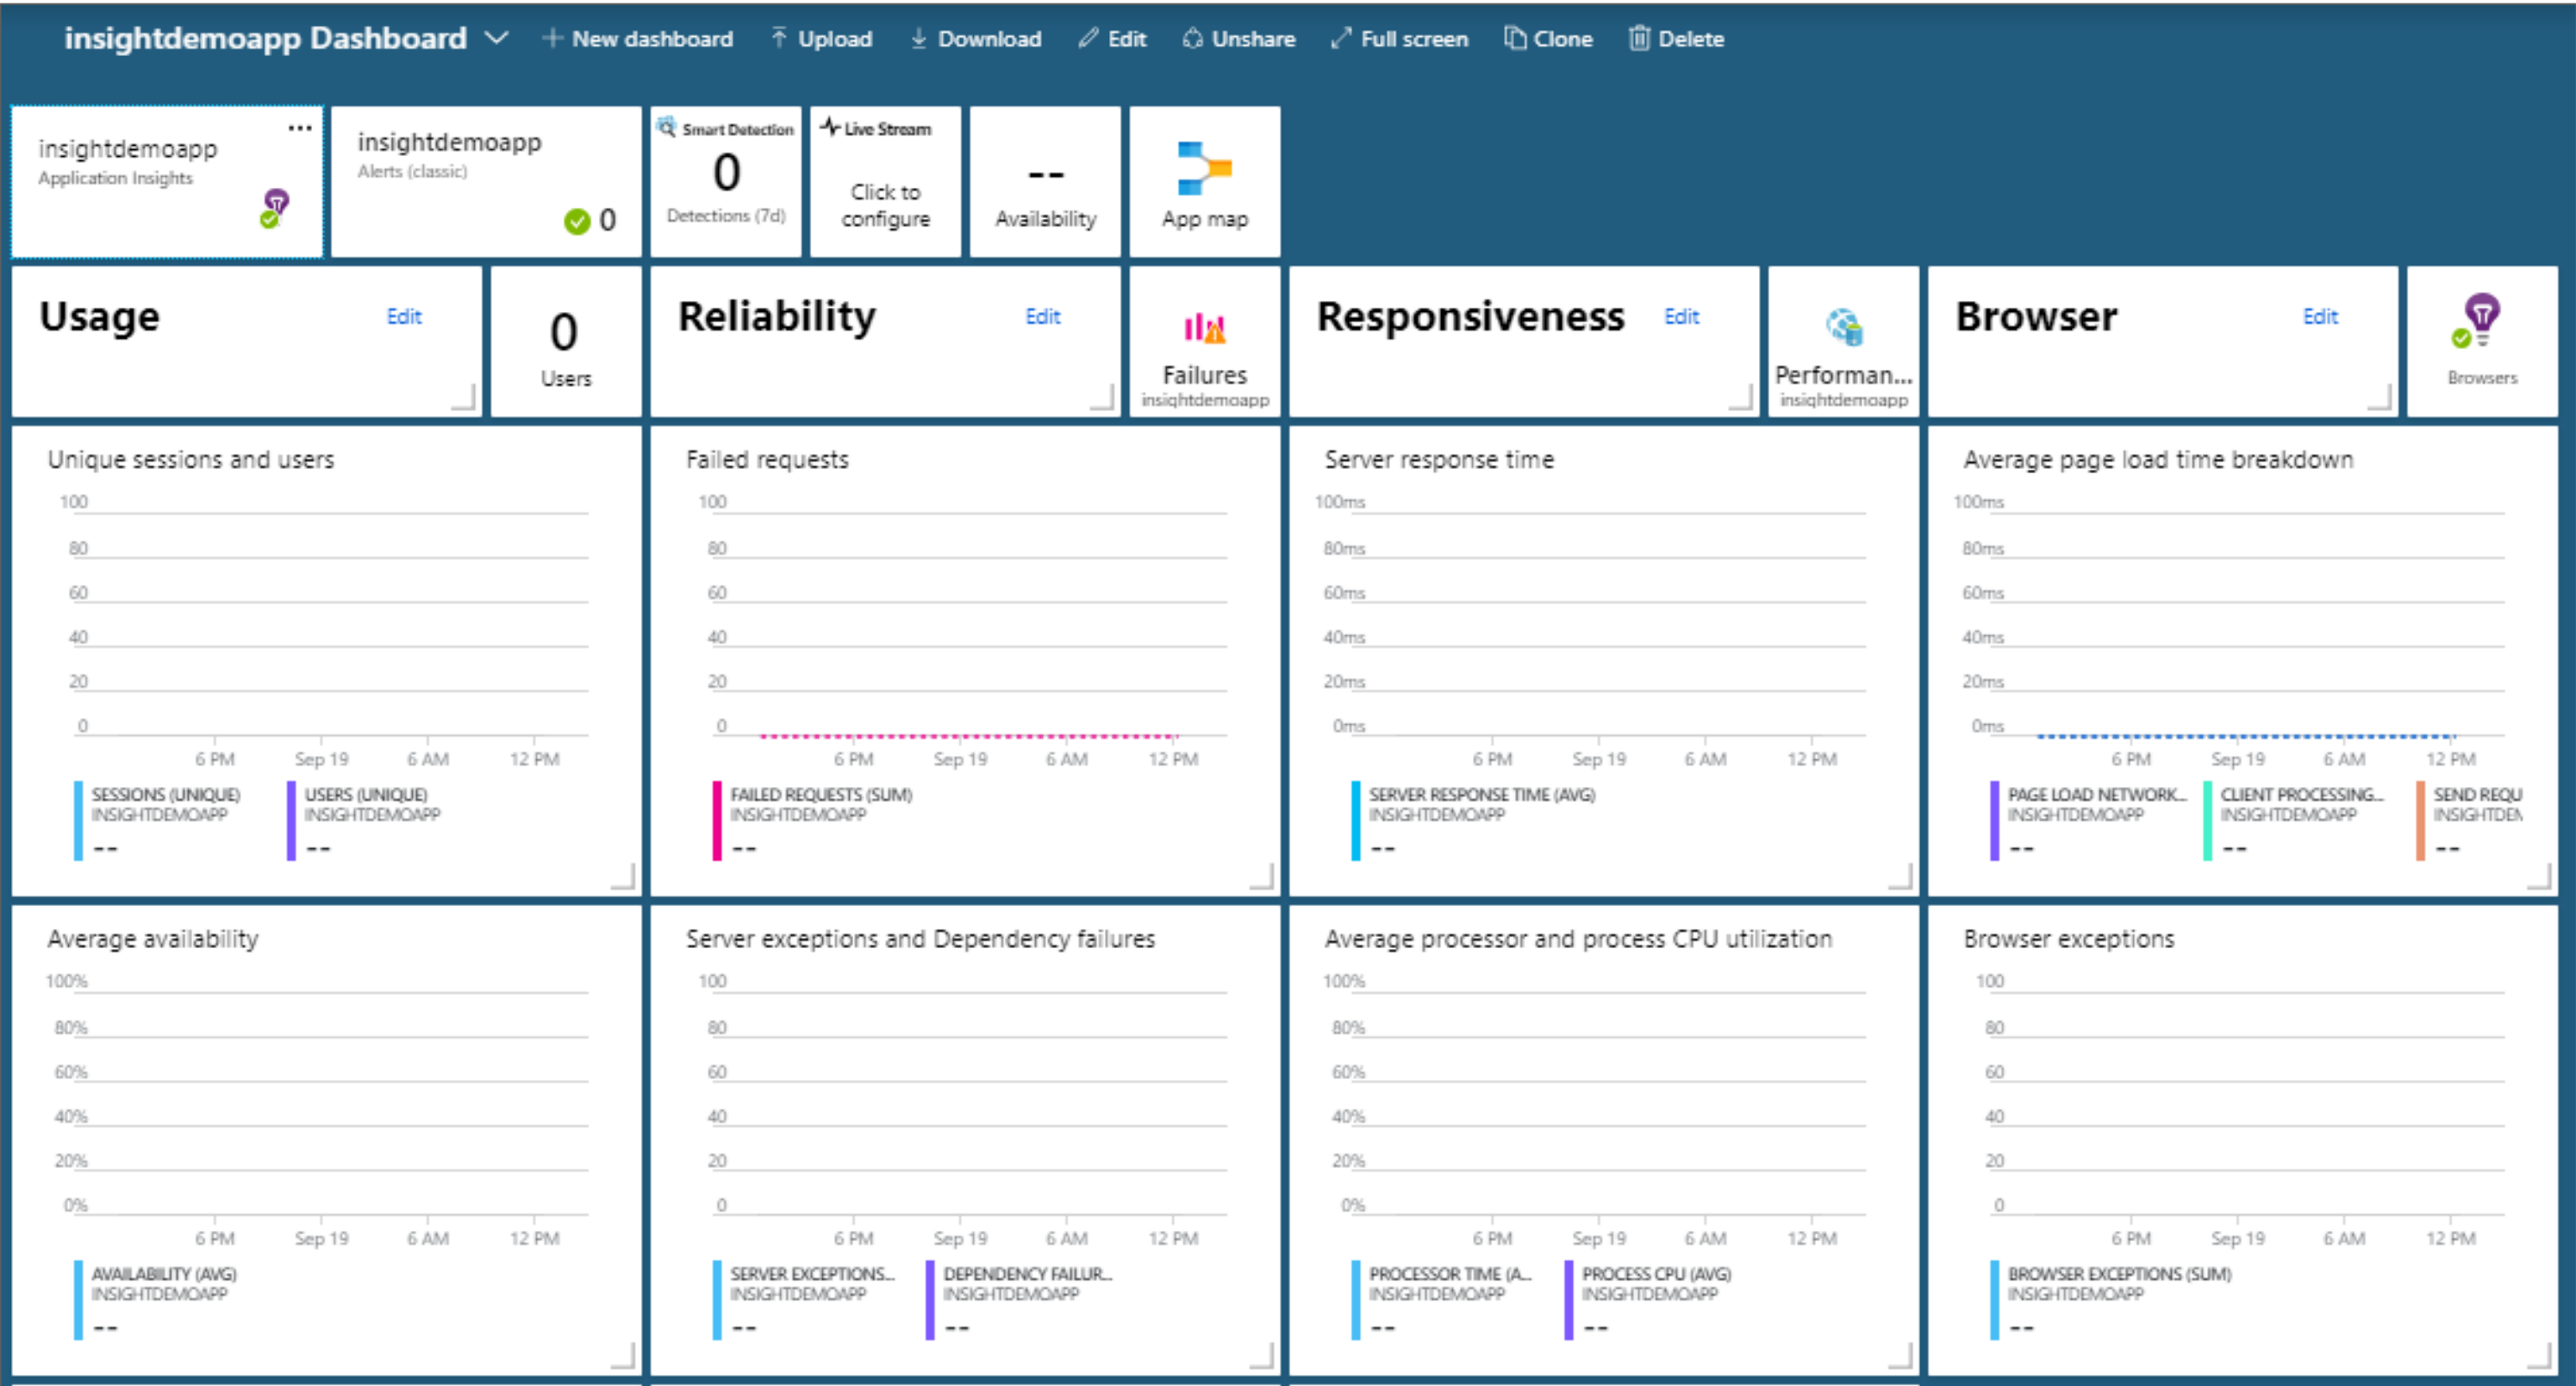 insightdemoapp Dashboard
New dashboard
Upload
Download
Edit
Unshare
Full screen
Clone
Delete
insightdemoapp
Application Insights
...
insightdemoapp
Alerts (classic)
0
Smart Detection
0
Detections (7d)
Live Stream
Click to
configure
--
Availability
App map
Usage
Edit
0
Users
Reliability
Edit
Failures
insightdemoapp
Responsiveness
Edit
Performan...
insightdemoapp
Browser
Edit
Browsers
Unique sessions and users
100
80
60
40
20
0
6 PM
Sep 19
6 AM
12 PM
SESSIONS (UNIQUE)
INSIGHTDEMOAPP
--
USERS (UNIQUE)
INSIGHTDEMOAPP
--
Failed requests
100
80
60
40
20
0
6 PM
Sep 19
6 AM
12 PM
FAILED REQUESTS (SUM)
INSIGHTDEMOAPP
--
Server response time
100ms
80ms
60ms
40ms
20ms
0ms
6 PM
Sep 19
6 AM
12 PM
SERVER RESPONSE TIME (AVG)
INSIGHTDEMOAPP
--
Average page load time breakdown
100ms
80ms
60ms
40ms
20ms
0ms
6 PM
Sep 19
6 AM
12 PM
PAGE LOAD NETWORK...
INSIGHTDEMOAPP
--
CLIENT PROCESSING...
INSIGHTDEMOAPP
--
SEND REQU
INSIGHTDEM
--
Average availability
100%
80%
60%
40%
20%
0%
6 PM
Sep 19
6 AM
12 PM
AVAILABILITY (AVG)
INSIGHTDEMOAPP
--
Server exceptions and Dependency failures
100
80
60
40
20
0
6 PM
Sep 19
6 AM
12 PM
SERVER EXCEPTIONS...
INSIGHTDEMOAPP
--
DEPENDENCY FAILUR...
INSIGHTDEMOAPP
--
Average processor and process CPU utilization
100%
80%
60%
40%
20%
0%
6 PM
Sep 19
6 AM
12 PM
PROCESSOR TIME (A...
INSIGHTDEMOAPP
--
PROCESS CPU (AVG)
INSIGHTDEMOAPP
--
Browser exceptions
100
80
60
40
20
0
6 PM
Sep 19
6 AM
12 PM
BROWSER EXCEPTIONS (SUM)
INSIGHTDEMOAPP
--